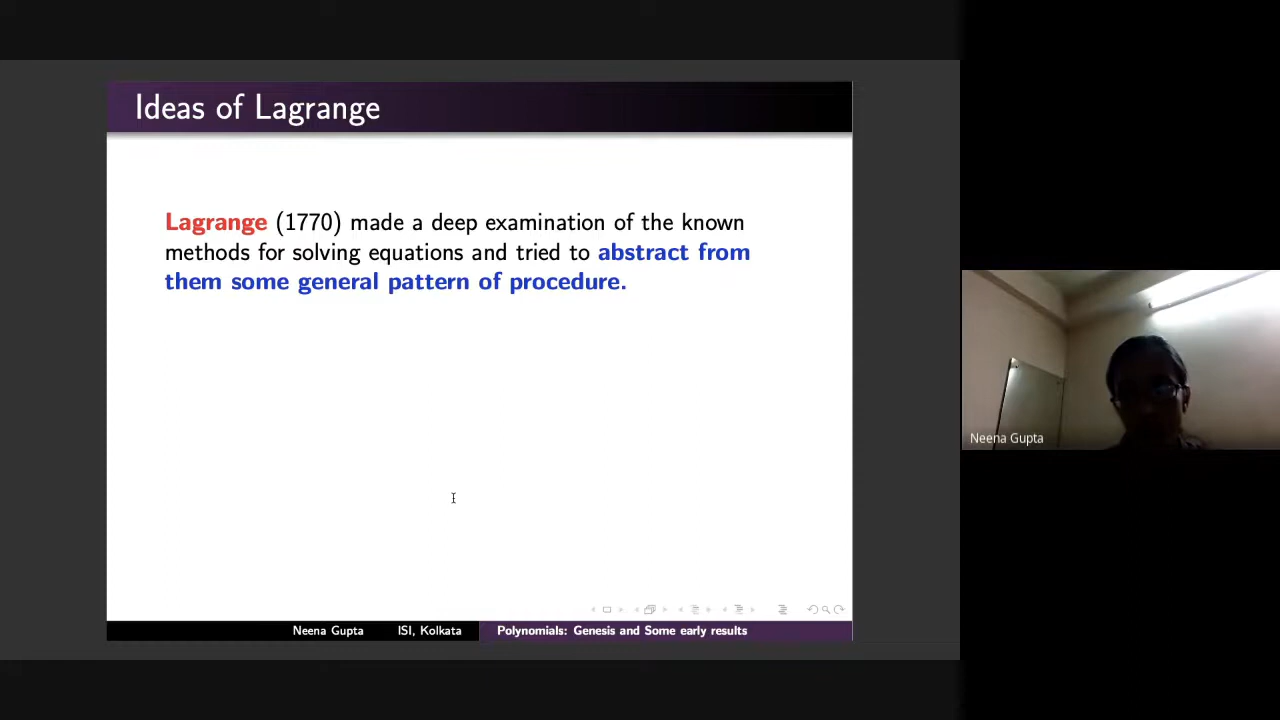 Ideas of Lagrange
Lagrange (1770) made a deep examination of the known
methods for solving equations and tried to abstract from
them some general pattern of procedure.
Neena Gupta
Neena Gupta ISI, Kolkata Polynomials: Genesis and Some early results